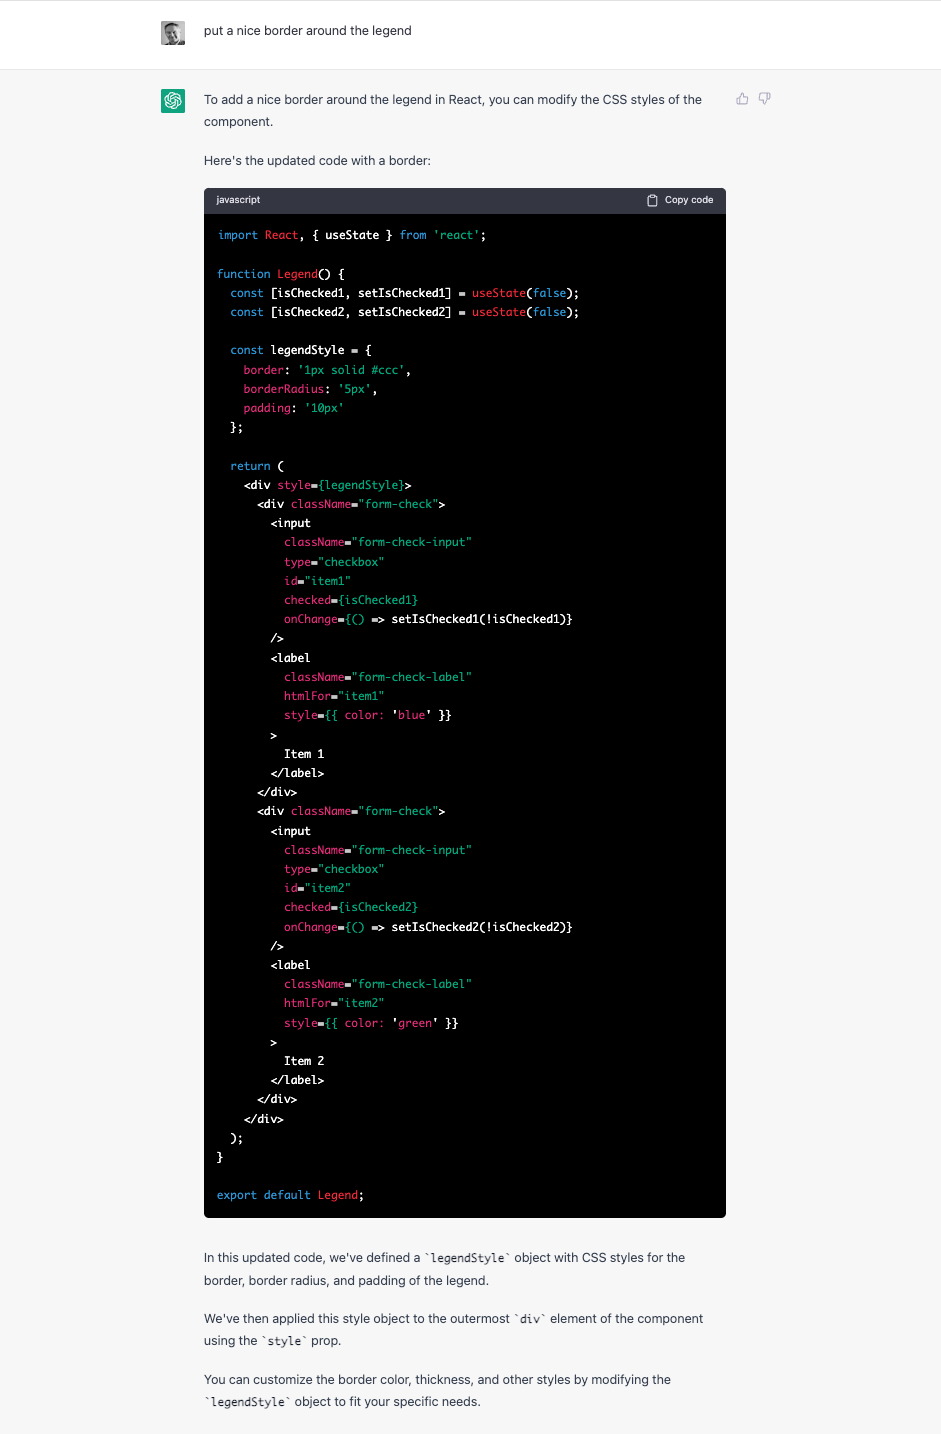 put a nice border around the legend
To add a nice border around the legend in React, you can modify the CSS styles of the
component.
Here's the updated code with a border:
javascript
Copy code
import React, { useState } from 'react';
function Legend() {
const [isChecked1, setIsChecked1] = useState(false);
const [isChecked2, setIsChecked2] = useState(false);
const legendStyle = {
border: '1px solid #ccc',
borderRadius: '5px',
padding: '10px'
};
return (
<div style={legendStyle}>
<div className="form-check">
<input
className="form-check-input"
type="checkbox"
id="item1"
checked={isChecked1}
onChange={() => setIsChecked1(!isChecked1)}
/>
<label
className="form-check-label"
htmlFor="item1"
style={{ color: 'blue' }}
>
Item 1
</label>
</div>
<div className="form-check">
<input
className="form-check-input"
type="checkbox"
id="item2"
checked={isChecked2}
onChange={() => setIsChecked2(!isChecked2)}
/>
<label
className="form-check-label"
htmlFor="item2"
style={{ color: 'green' }}
>
Item 2
</label>
</div>
</div>
);
}
export default Legend;
In this updated code, we've defined a `legendStyle` object with CSS styles for the
border, border radius, and padding of the legend.
We've then applied this style object to the outermost `div` element of the component
using the `style` prop.
You can customize the border color, thickness, and other styles by modifying the
`legendStyle` object to fit your specific needs.